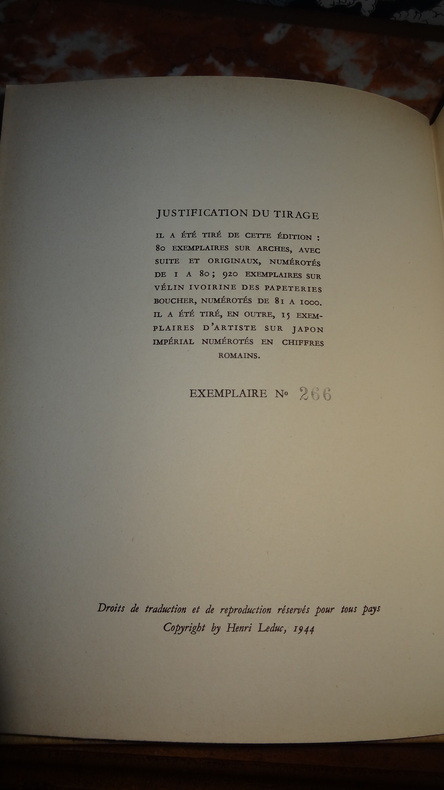 JUSTIFICATION DU TIRAGE
IL A ÉTÉ TIRÉ DE CETTE ÉDITION :
80 EXEMPLAIRES SUR ARCHES, AVEC
SUITE ET ORIGINAUX, NUMÉROTÉS
DE 1 A 80 ; 920 EXEMPLAIRES SUR
VÉLIN IVOIRINE DES PAPETERIES
BOUCHER, NUMÉROTÉS DE 81 A 1000.
IL A ÉTÉ TIRÉ, EN OUTRE, 15 EXEM-
PLAIRES D'ARTISTE SUR JAPON
IMPÉRIAL NUMÉROTÉS EN CHIFFRES
ROMAINS.
EXEMPLAIRE No 266
Droits de traduction et de reproduction réservés pour tous pays
Copyright by Henri Leduc, 1944